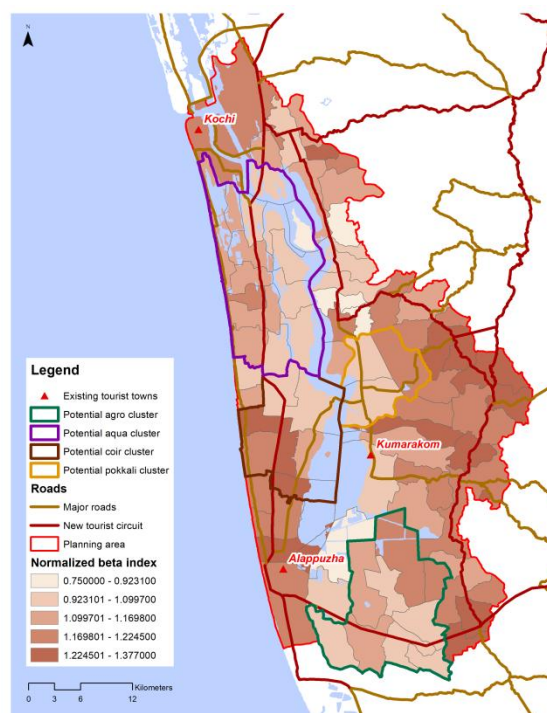 N
Kochi
Kumarakom
Alappuzha
Legend
Existing tourist towns
Potential agro cluster
Potential aqua cluster
Potential coir cluster
Potential pokkali cluster
Roads
Major roads
New tourist circuit
Planning area
Normalized beta index
0.750000 - 0.923100
0.923101 - 1.099700
1.099701 - 1.169800
1.169801 - 1.224500
1.224501 - 1.377000
Kilometers
0 3 6 12